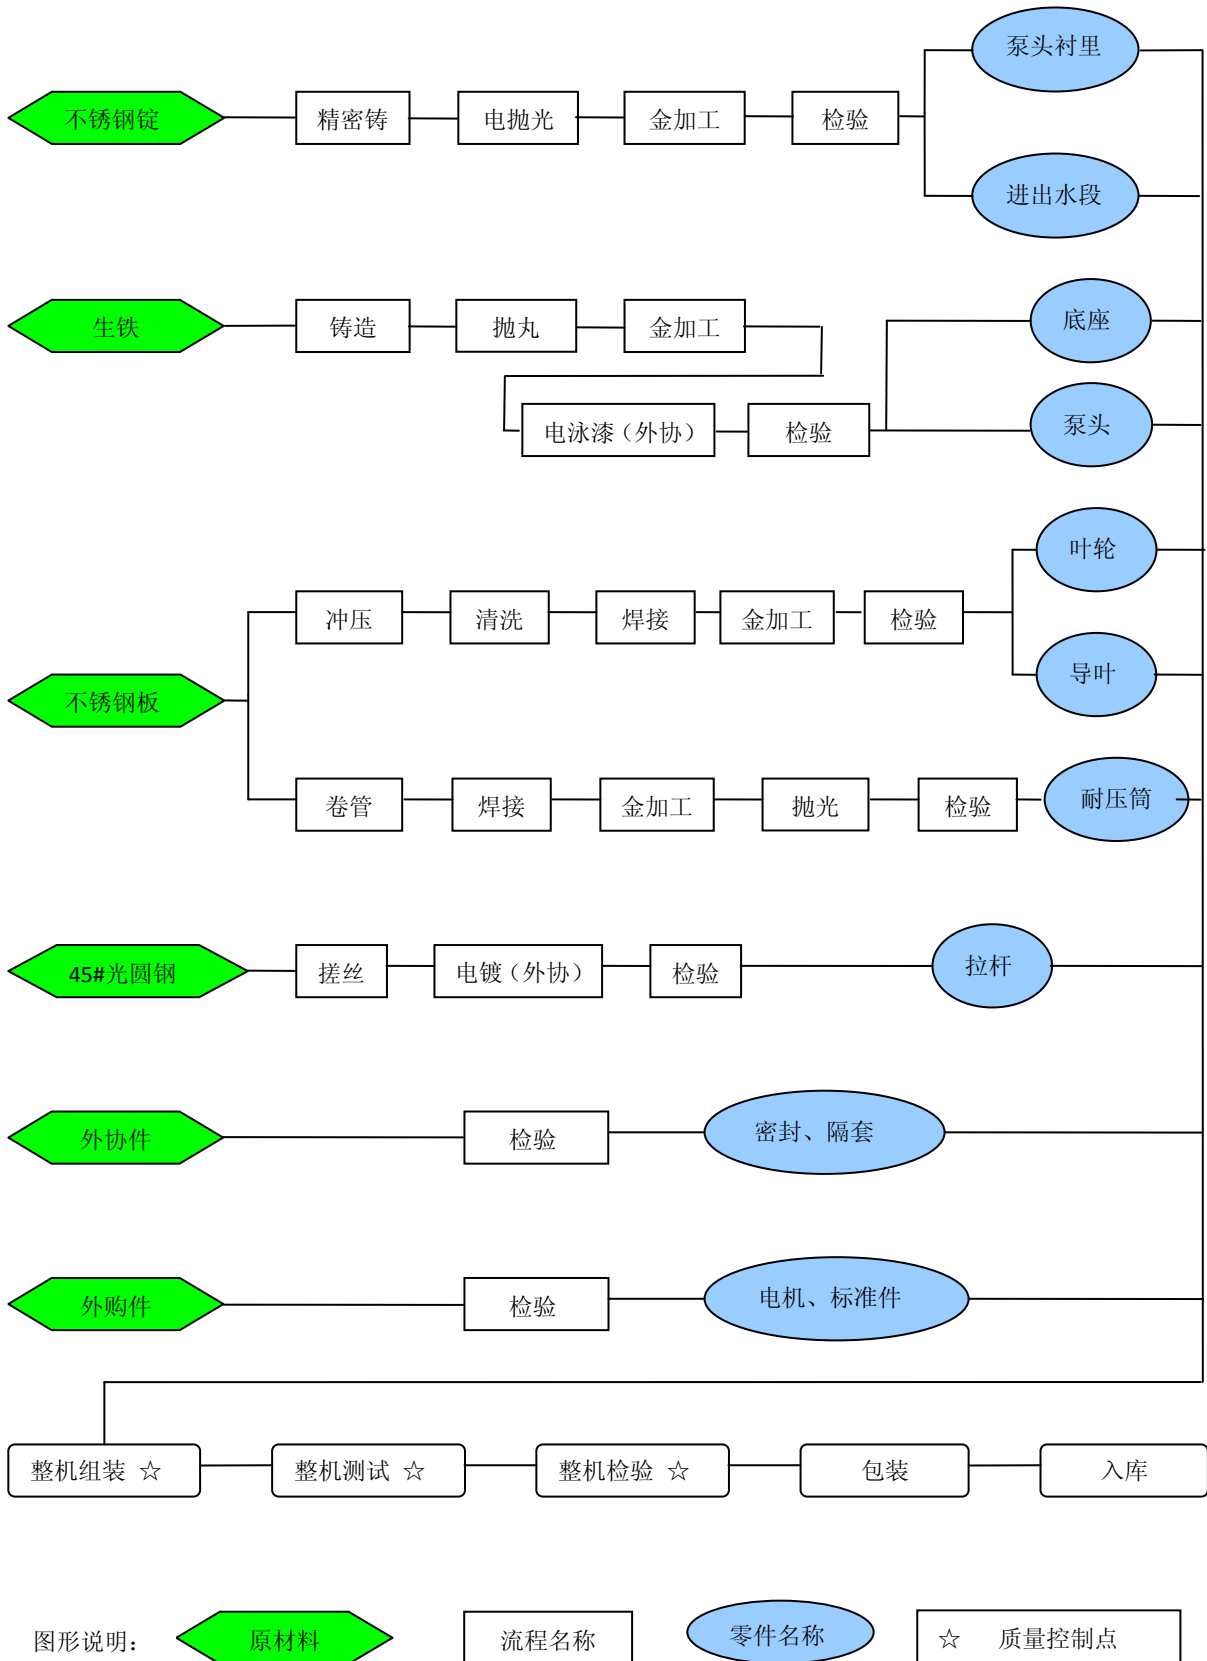 泵头衬里
不锈钢锭 精密铸 电抛光 金加工 检验
进出水段
生铁 铸造 抛丸 金加工 底座
电泳漆（外协） 检验 泵头
叶轮
冲压 清洗 焊接 金加工 检验
不锈钢板 导叶
卷管 焊接 金加工 抛光 检验 耐压筒
45#光圆钢 搓丝 电镀（外协） 检验 拉杆
外协件 检验 密封、隔套
外购件 检验 电机、标准件
整机组装 ☆ 整机测试 ☆ 整机检验 ☆ 包装 入库
图形说明： 原材料 流程名称 零件名称 ☆ 质量控制点